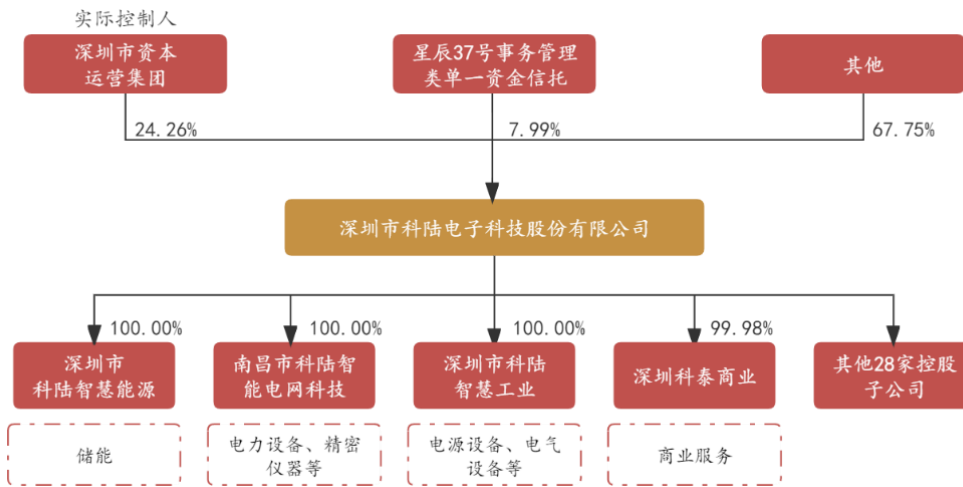 实际控制人
深圳市资本
运营集团
星辰37号事务管理
类单一资金信托
其他
24.26%
7.99%
67.75%
深圳市科陆电子科技股份有限公司
100.00%
100.00%
100.00%
99.98%
深圳市
科陆智慧能源
南昌市科陆智
能电网科技
深圳市科陆
智慧工业
深圳科泰商业
其他28家控股
子公司
储能
电力设备、精密
仪器等
电源设备、电气
设备等
商业服务